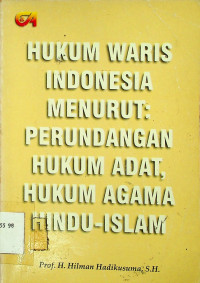 HUKUM WARIS
INDONESIA
MENURUT:
PERUNDANGAN
HUKUM ADAT,
HUKUM AGAMA
HINDU-ISLAM
Prof. H. Hilman Hadikusuma, S.H.